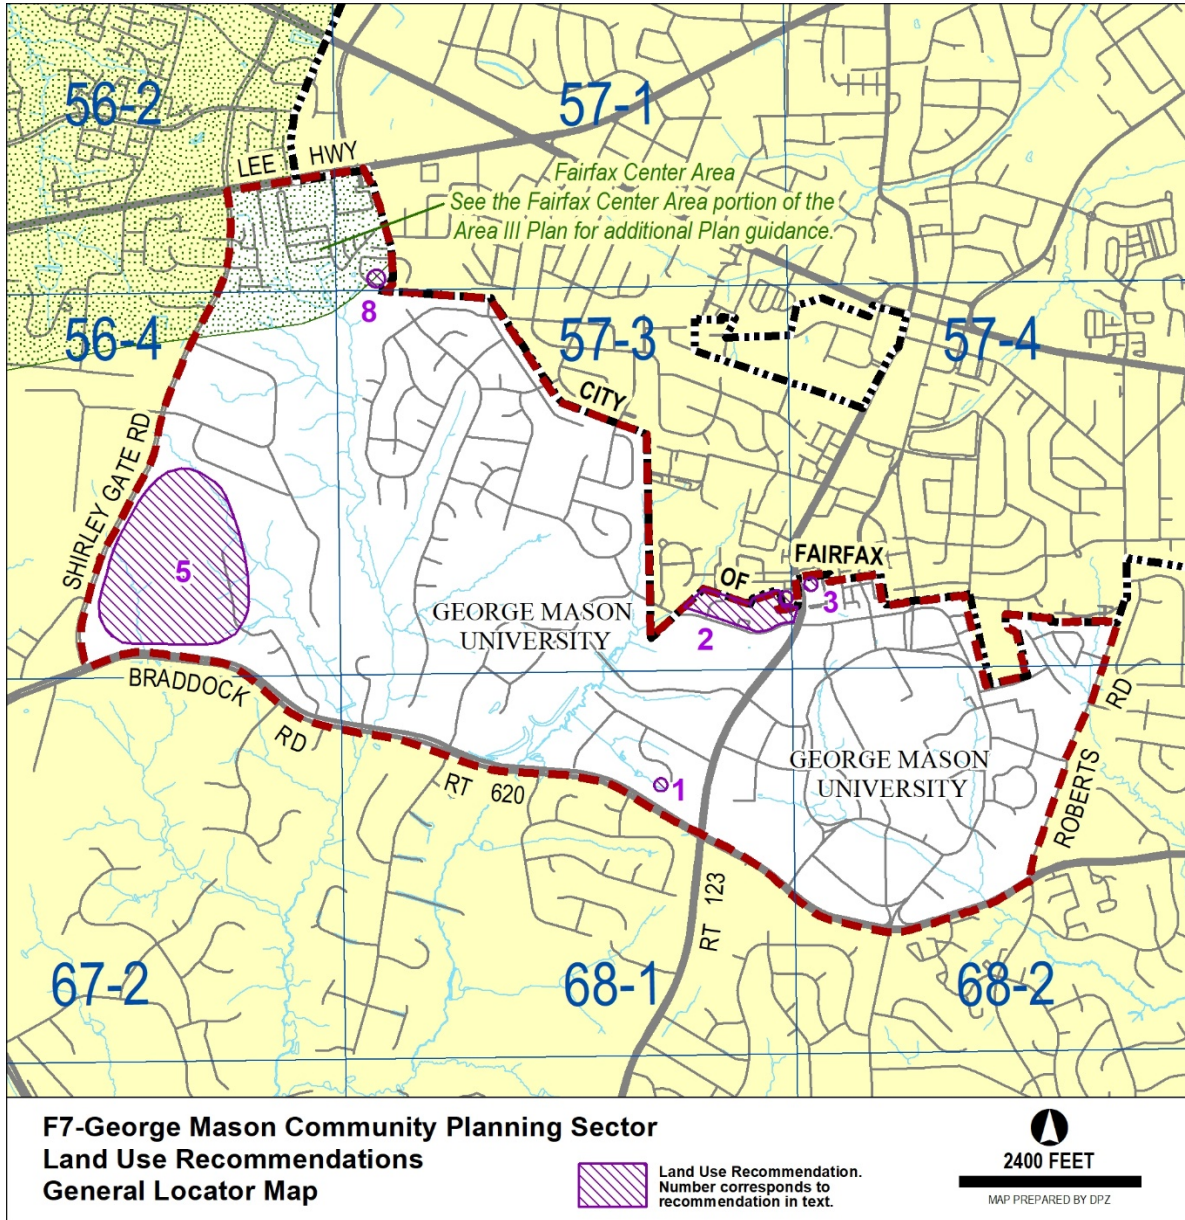 56-2
57-1
LEE HWY
Fairfax Center Area
See the Fairfax Center Area portion of the
Area III Plan for additional Plan guidance.
8
56-4
57-3
57-4
CITY
SHIRLEY GATE RD
5
OF
FAIRFAX
3
GEORGE MASON
UNIVERSITY
2
BRADDOCK
RD
RT 620
1
GEORGE MASON
UNIVERSITY
ROBERTS
RD
RT 123
67-2
68-1
68-2
F7-George Mason Community Planning Sector
Land Use Recommendations
General Locator Map
Land Use Recommendation.
Number corresponds to
recommendation in text.
2400 FEET
MAP PREPARED BY DPZ